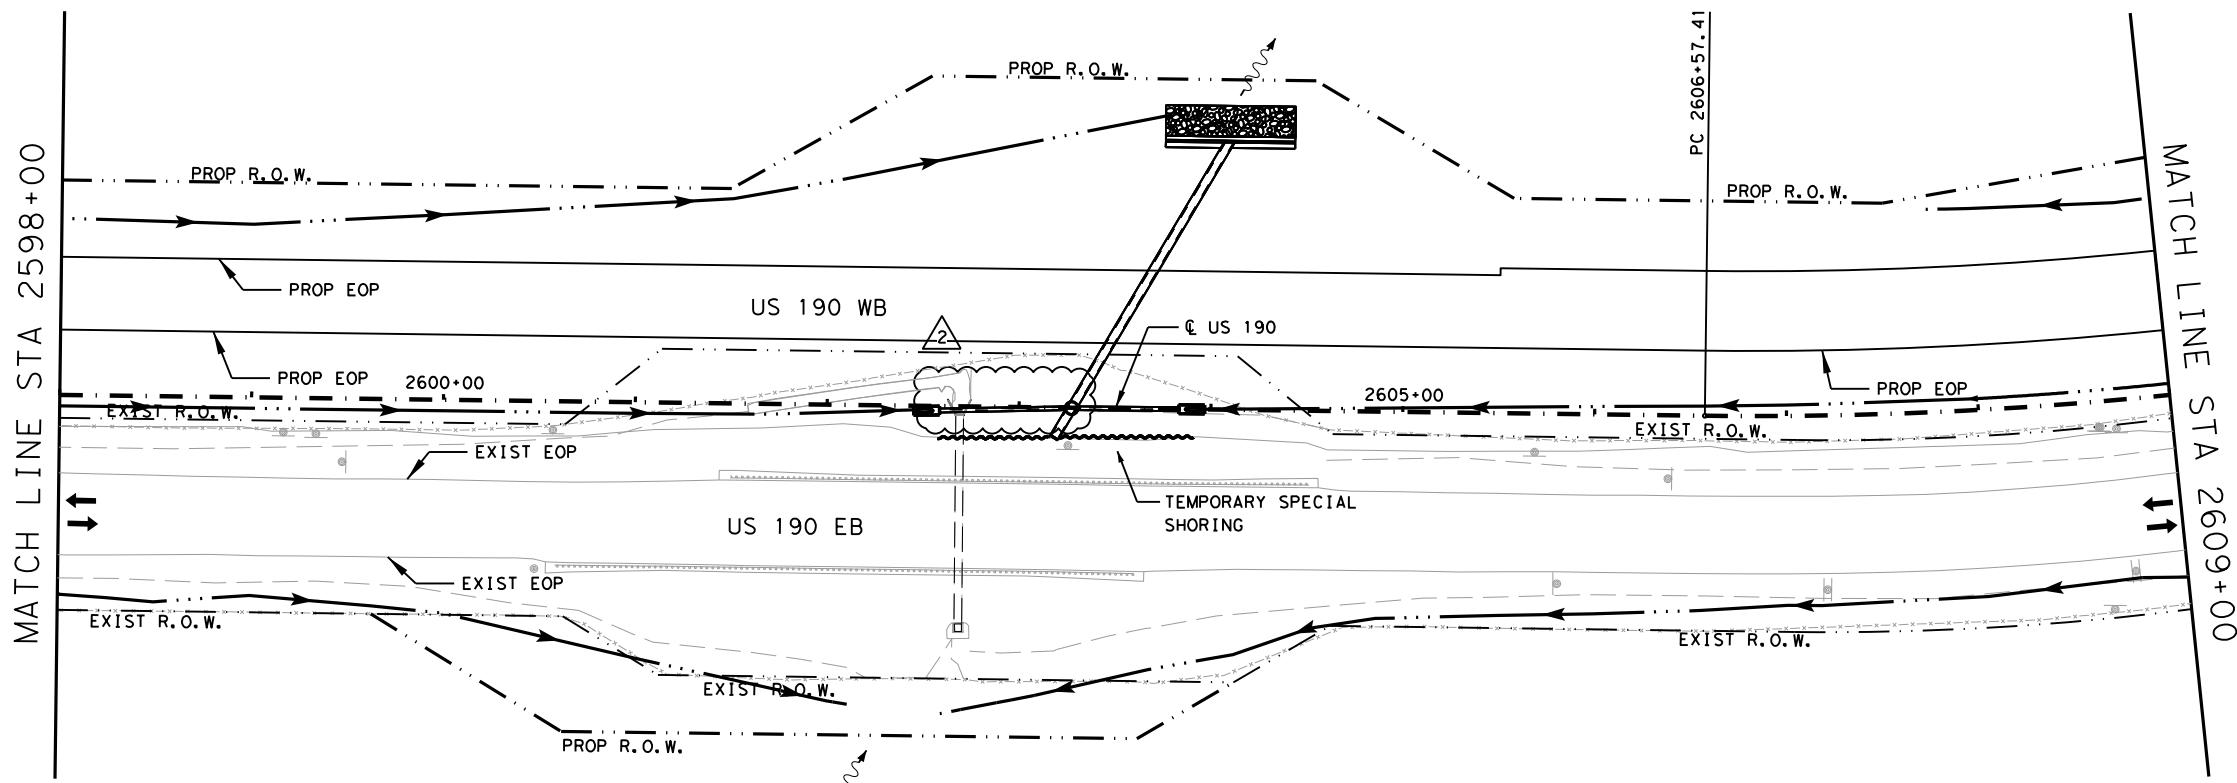 PROP R.O.W.
PC 2606+57.41
PROP R.O.W.
PROP R.O.W.
MATCH LINE STA 2598+00
MATCH LINE STA 2609+00
PROP EOP
US 190 WB
2
℄ US 190
PROP EOP
2600+00
PROP EOP
2605+00
EXIST R.O.W.
EXIST R.O.W.
EXIST EOP
TEMPORARY SPECIAL
SHORING
US 190 EB
EXIST EOP
EXIST R.O.W.
EXIST R.O.W.
EXIST R.O.W.
PROP R.O.W.